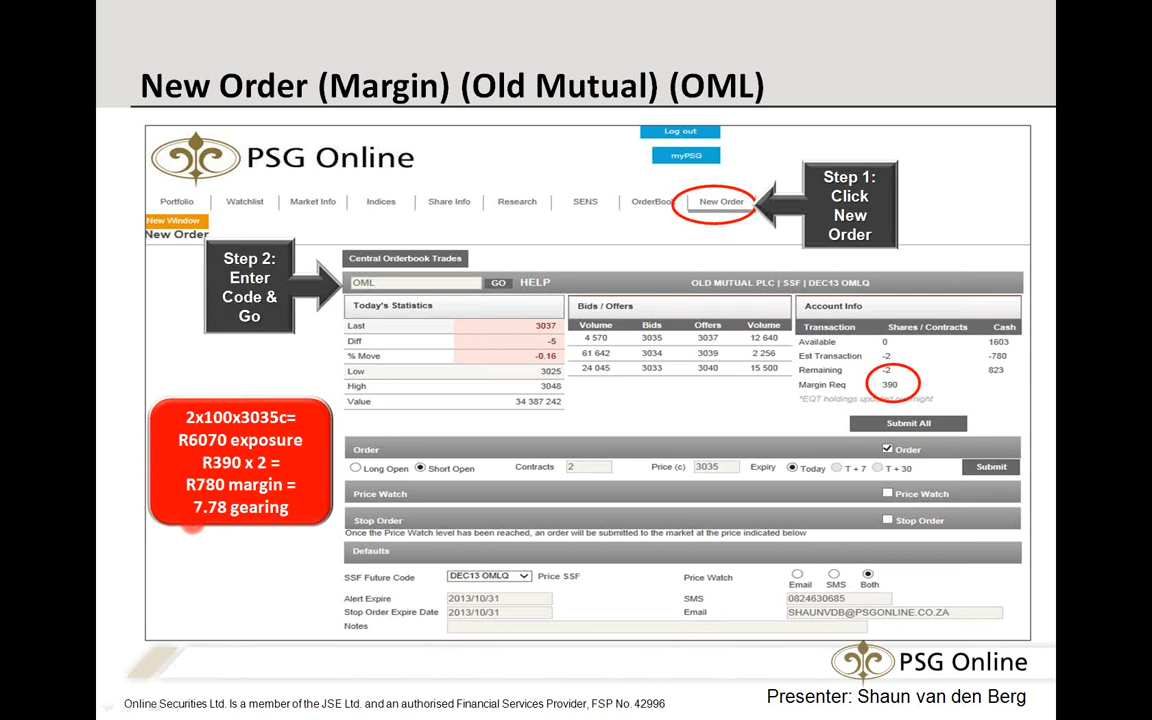 New Order (Margin) (Old Mutual) (OML)
PSG Online
Log out
myPSG
Portfolio Watchlist Market Info Indices Share Info Research SENS OrderBook New Order
New Window
New Order
Step 1:
Click
New
Order
Step 2:
Enter
Code &
Go
Central Orderbook Trades
OML GO HELP OLD MUTUAL PLC | SSF | DEC13 OMLQ
Today's Statistics
Last 3037
Diff -5
% Move -0.16
Low 3025
High 3048
Value 34 387 242
Bids / Offers
Volume Bids Offers Volume
4 570 3035 3037 12 640
61 642 3034 3039 2 256
24 045 3033 3040 15 500
Account Info
Transaction Shares / Contracts Cash
Available 0 1603
Est Transaction -2 -780
Remaining -2 823
Margin Req 390
*EQT holdings updated overnight
Submit All
2x100x3035c=
R6070 exposure
R390 x 2 =
R780 margin =
7.78 gearing
Order Order
Long Open Short Open Contracts 2 Price (c) 3035 Expiry Today T + 7 T + 30 Submit
Price Watch Price Watch
Stop Order Stop Order
Once the Price Watch level has been reached, an order will be submitted to the market at the price indicated below
Defaults
SSF Future Code DEC13 OMLQ Price SSF Price Watch
Email SMS Both
Alert Expire 2013/10/31 SMS 0824630685
Stop Order Expire Date 2013/10/31 Email SHAUNVDB@PSGONLINE.CO.ZA
Notes
PSG Online
Presenter: Shaun van den Berg
Online Securities Ltd. Is a member of the JSE Ltd. and an authorised Financial Services Provider, FSP No. 42996